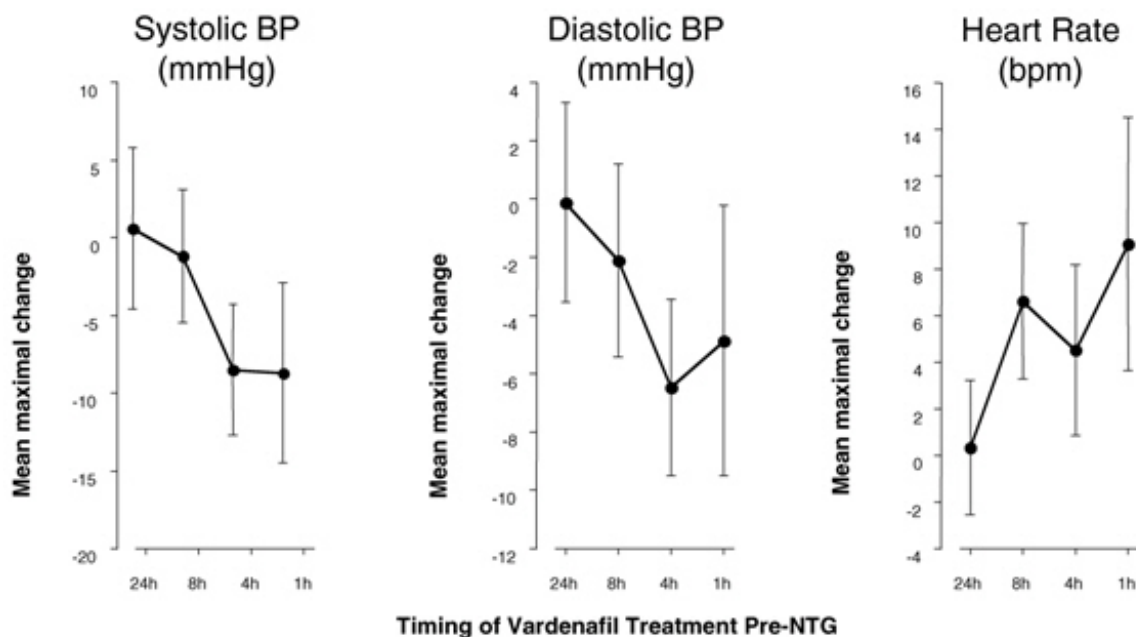 Systolic BP
(mmHg)
10
5
0
-5
-10
-15
-20
Mean maximal change
24h 8h 4h 1h
Diastolic BP
(mmHg)
4
2
0
-2
-4
-6
-8
-10
-12
Mean maximal change
24h 8h 4h 1h
Heart Rate
(bpm)
16
14
12
10
8
6
4
2
0
-2
-4
Mean maximal change
24h 8h 4h 1h
Timing of Vardenafil Treatment Pre-NTG